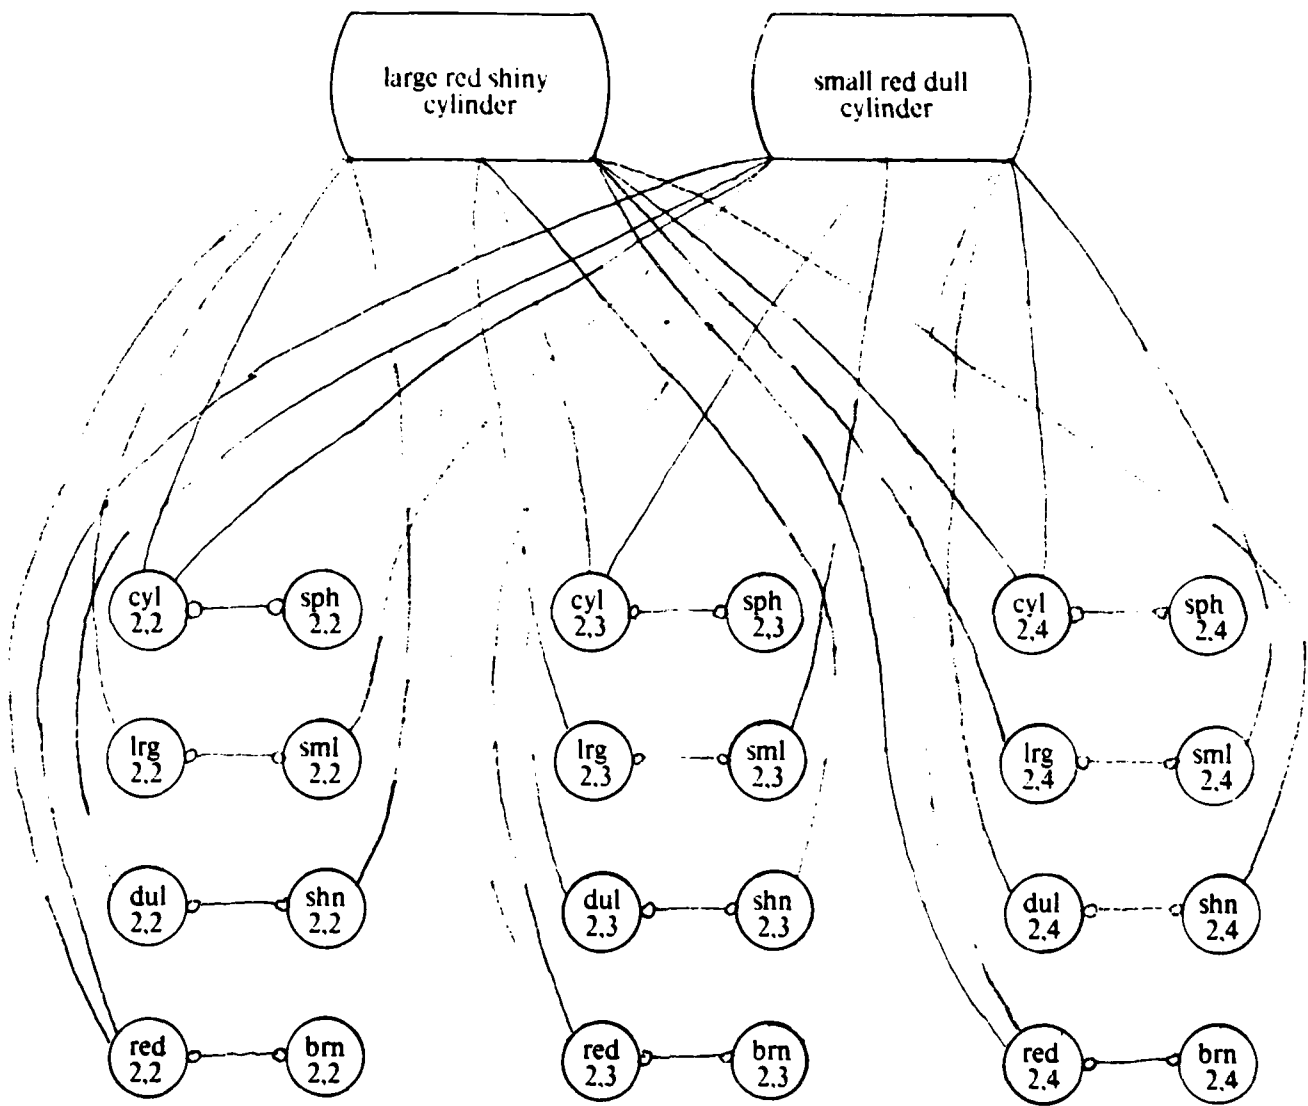 large red shiny
cylinder
small red dull
cylinder
cyl
2,2
sph
2,2
cyl
2,3
sph
2,3
cyl
2,4
sph
2,4
lrg
2,2
sml
2,2
lrg
2,3
sml
2,3
lrg
2,4
sml
2,4
dul
2,2
shn
2,2
dul
2,3
shn
2,3
dul
2,4
shn
2,4
red
2,2
brn
2,2
red
2,3
brn
2,3
red
2,4
brn
2,4